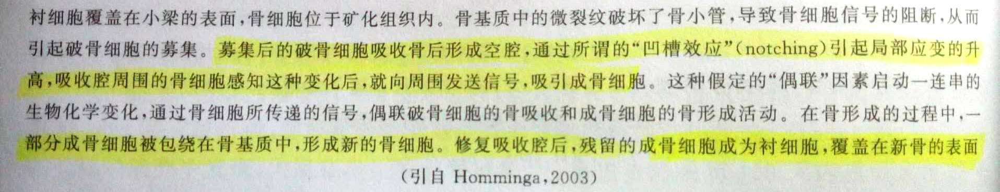 衬细胞覆盖在小梁的表面,骨细胞位于矿化组织内。骨基质中的微裂纹破坏了骨小管,导致骨细胞信号的阻断,从而
引起破骨细胞的募集。募集后的破骨细胞吸收骨后形成空腔,通过所谓的“凹槽效应”(notching)引起局部应变的升
高,吸收腔周围的骨细胞感知这种变化后,就向周围发送信号,吸引成骨细胞。这种假定的“偶联”因素启动一连串的
生物化学变化,通过骨细胞所传递的信号,偶联破骨细胞的骨吸收和成骨细胞的骨形成活动。在骨形成的过程中,一
部分成骨细胞被包绕在骨基质中,形成新的骨细胞。修复吸收腔后,残留的成骨细胞成为衬细胞,覆盖在新骨的表面
(引自 Homminga,2003)